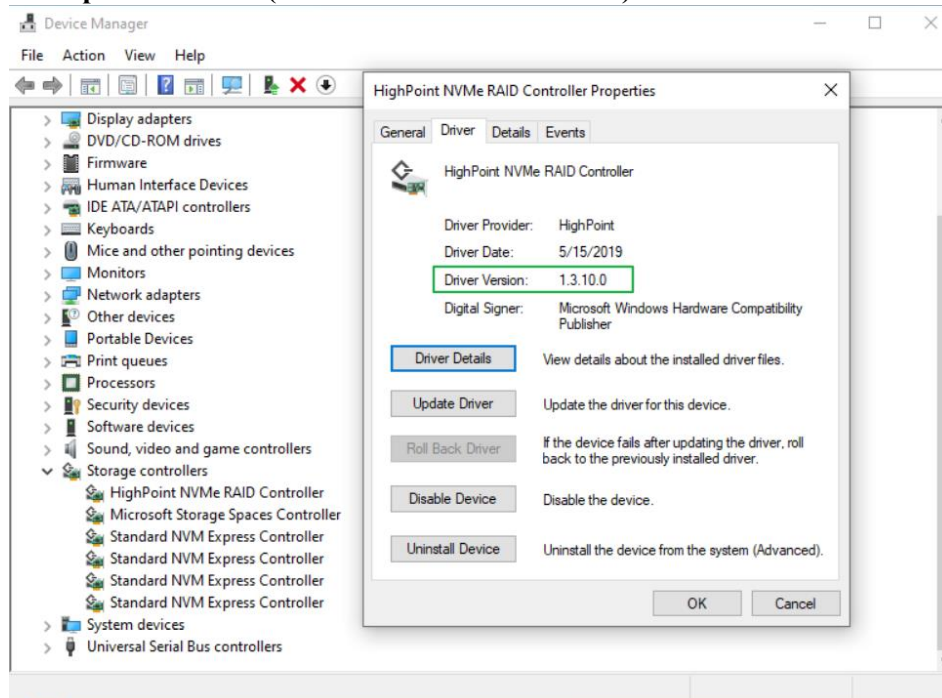 Device Manager
File Action View Help
Display adapters
DVD/CD-ROM drives
Firmware
Human Interface Devices
IDE ATA/ATAPI controllers
Keyboards
Mice and other pointing devices
Monitors
Network adapters
Other devices
Portable Devices
Print queues
Processors
Security devices
Software devices
Sound, video and game controllers
Storage controllers
HighPoint NVMe RAID Controller
Microsoft Storage Spaces Controller
Standard NVM Express Controller
Standard NVM Express Controller
Standard NVM Express Controller
Standard NVM Express Controller
System devices
Universal Serial Bus controllers
HighPoint NVMe RAID Controller Properties
General Driver Details Events
HighPoint NVMe RAID Controller
Driver Provider: HighPoint
Driver Date: 5/15/2019
Driver Version: 1.3.10.0
Digital Signer: Microsoft Windows Hardware Compatibility
Publisher
Driver Details View details about the installed driver files.
Update Driver Update the driver for this device.
Roll Back Driver If the device fails after updating the driver, roll
back to the previously installed driver.
Disable Device Disable the device.
Uninstall Device Uninstall the device from the system (Advanced).
OK Cancel